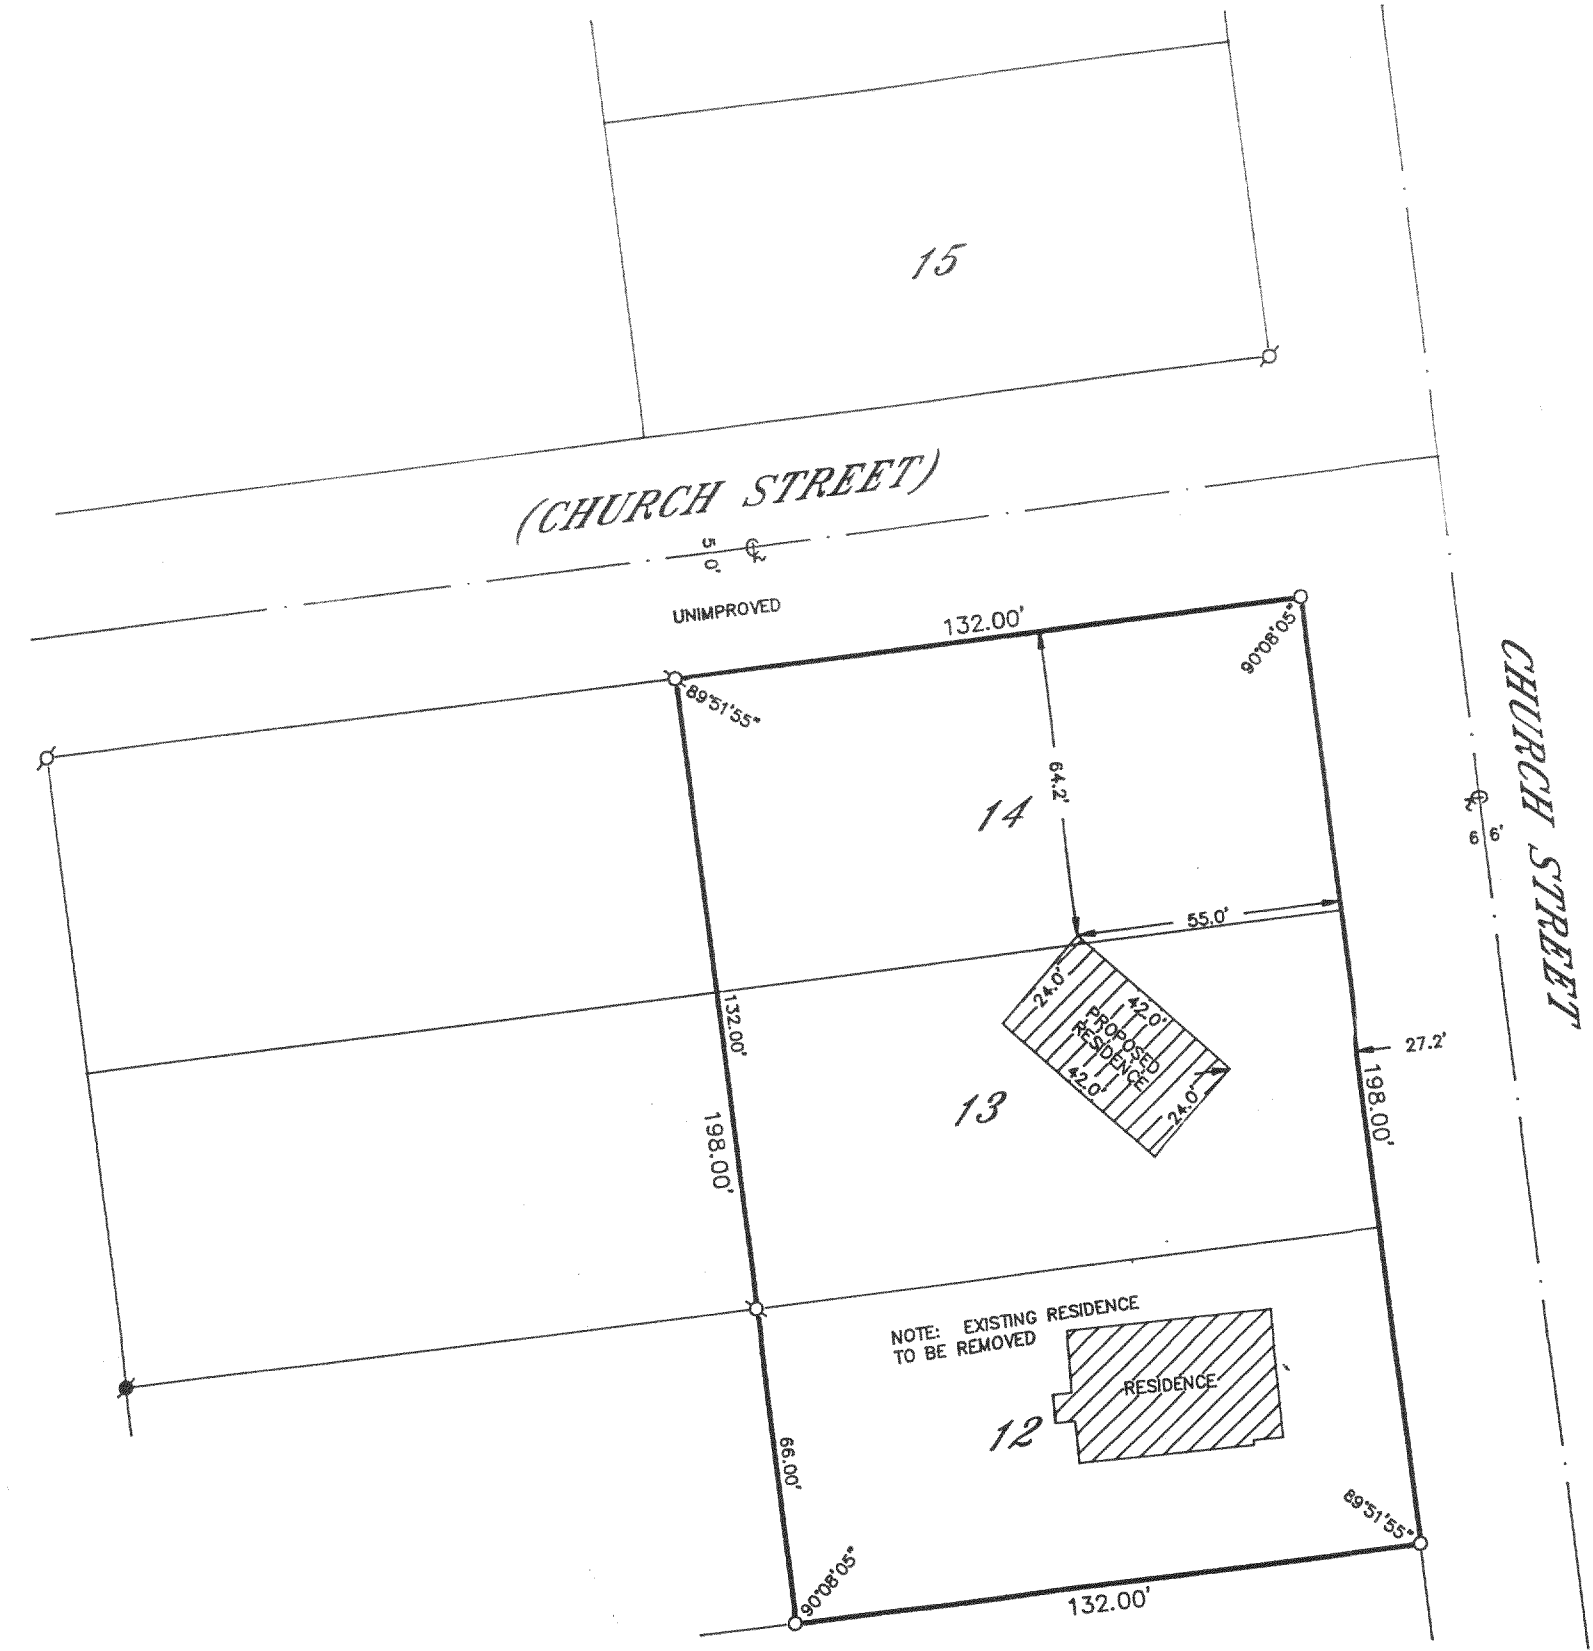 15
(CHURCH STREET)
50'
UNIMPROVED
132.00'
90°08'05"
89°51'55"
CHURCH STREET
64.2'
14
66'
55.0'
24.0'
42.0'
PROPOSED
RESIDENCE
42.0'
24.0'
27.2'
132.00'
13
198.00'
198.00'
NOTE: EXISTING RESIDENCE
TO BE REMOVED
RESIDENCE
12
66.00'
89°51'55"
90°08'05"
132.00'